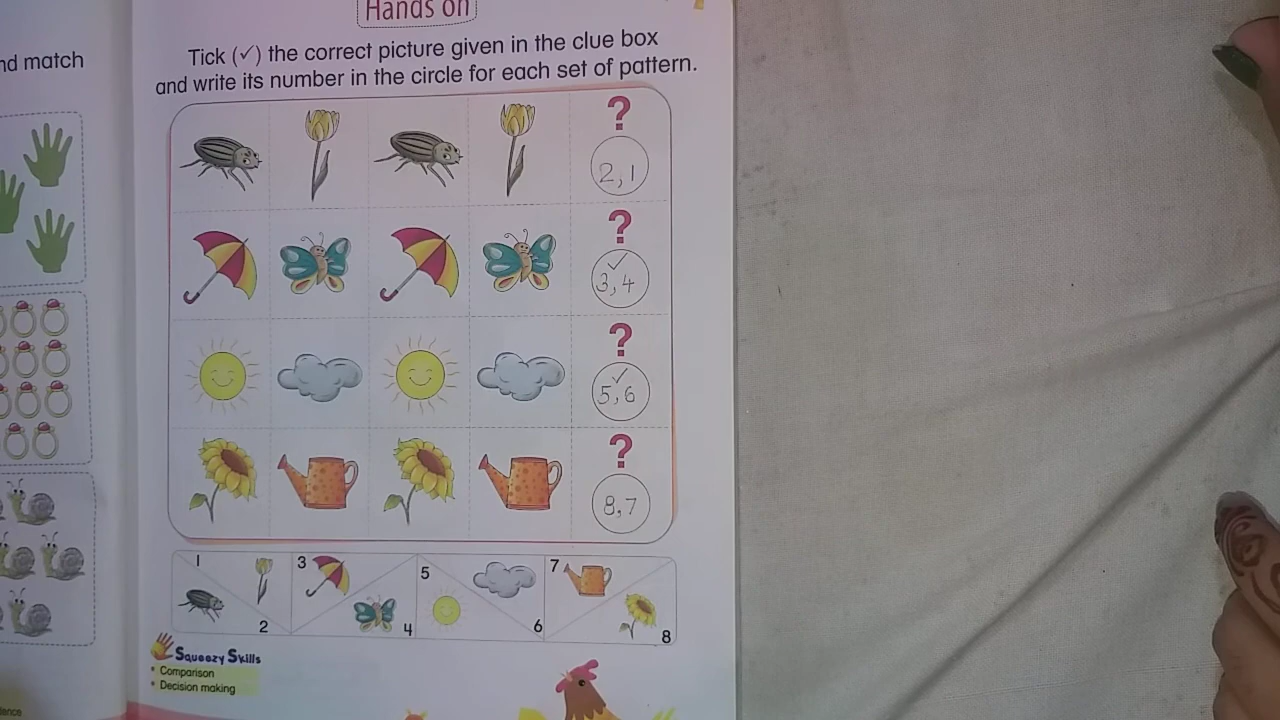 Hands on
nd match
Tick (✓) the correct picture given in the clue box
and write its number in the circle for each set of pattern.
?
2,1
?
✓
3,4
?
✓
5,6
?
8,7
1
2
3
4
5
6
7
8
Squeezy Skills
• Comparison
• Decision making